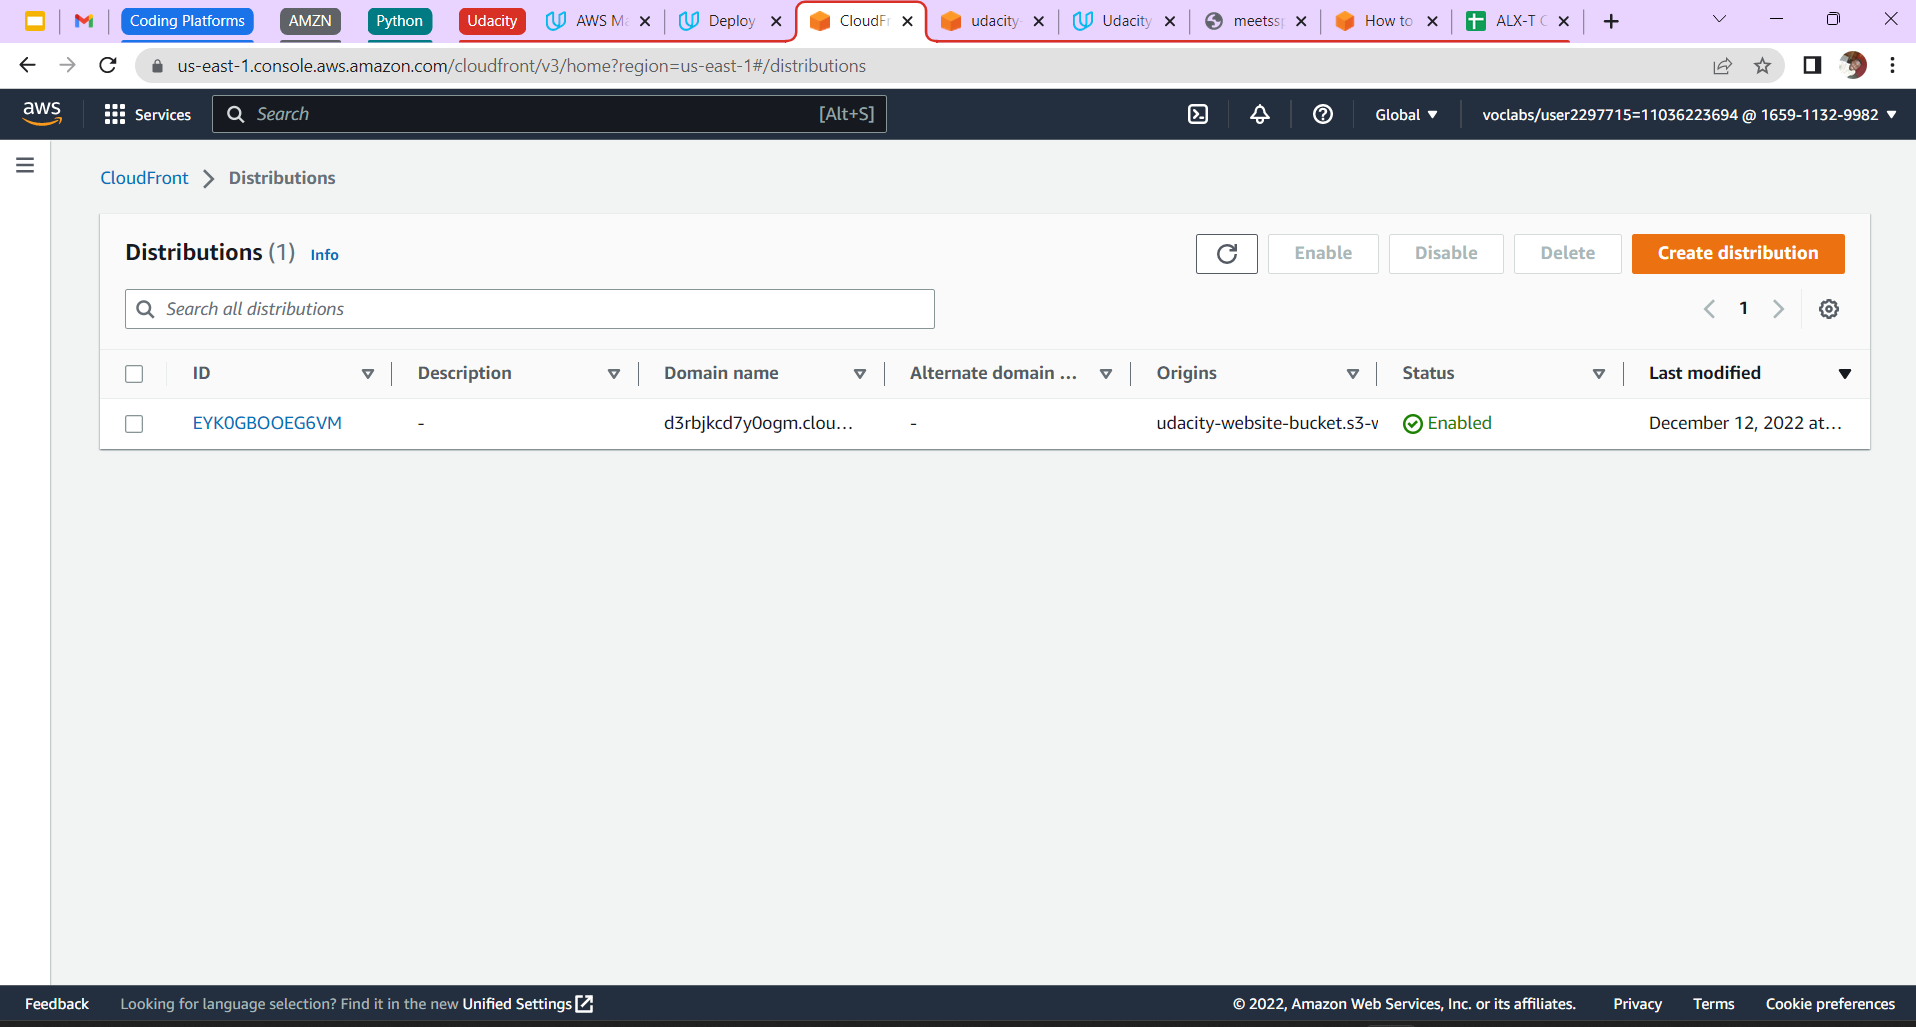 Coding Platforms AMZN Python Udacity AWS Ma Deploy CloudFr udacity- Udacity meetssp How to ALX-T C
us-east-1.console.aws.amazon.com/cloudfront/v3/home?region=us-east-1#/distributions
aws Services Search [Alt+S] Global voclabs/user2297715=11036223694 @ 1659-1132-9982
CloudFront Distributions
Distributions (1) Info Enable Disable Delete Create distribution
Search all distributions 1
ID Description Domain name Alternate domain ... Origins Status Last modified
EYK0GBOOEG6VM - d3rbjkcd7y0ogm.clou... - udacity-website-bucket.s3-w Enabled December 12, 2022 at...
Feedback Looking for language selection? Find it in the new Unified Settings © 2022, Amazon Web Services, Inc. or its affiliates. Privacy Terms Cookie preferences